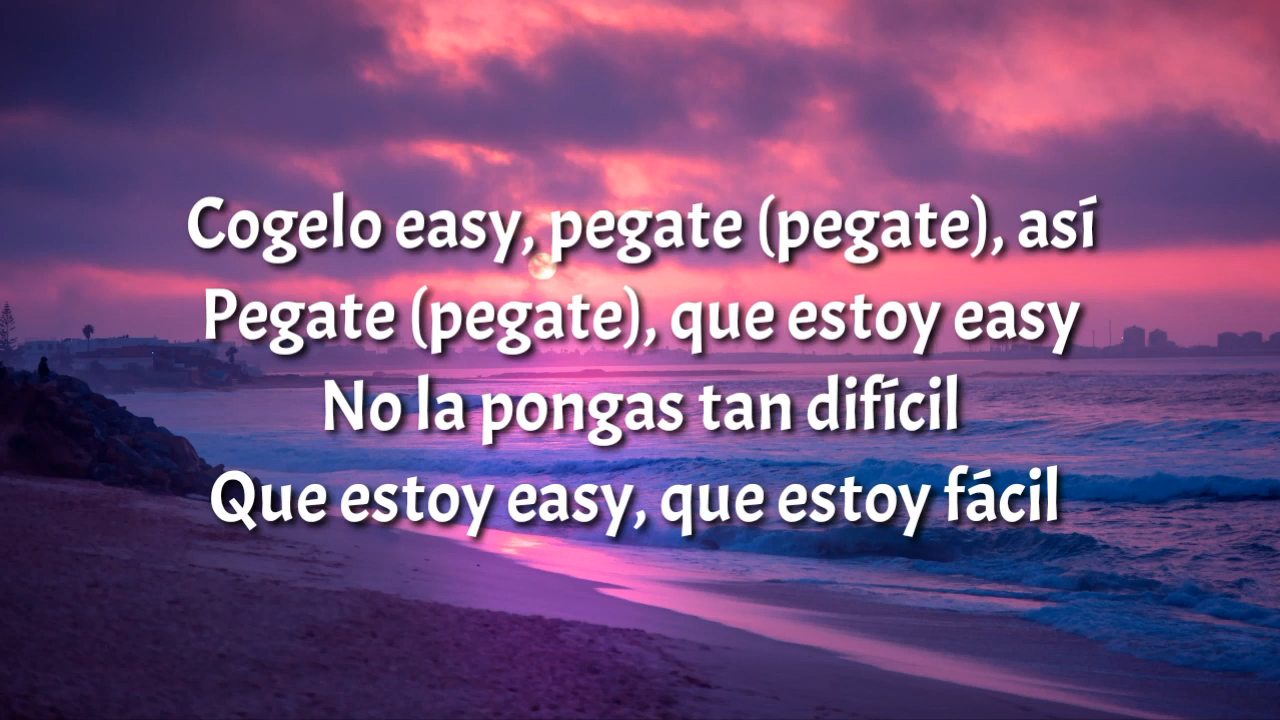 Cogelo easy, pegate (pegate), así
Pegate (pegate), que estoy easy
No la pongas tan difícil
Que estoy easy, que estoy fácil